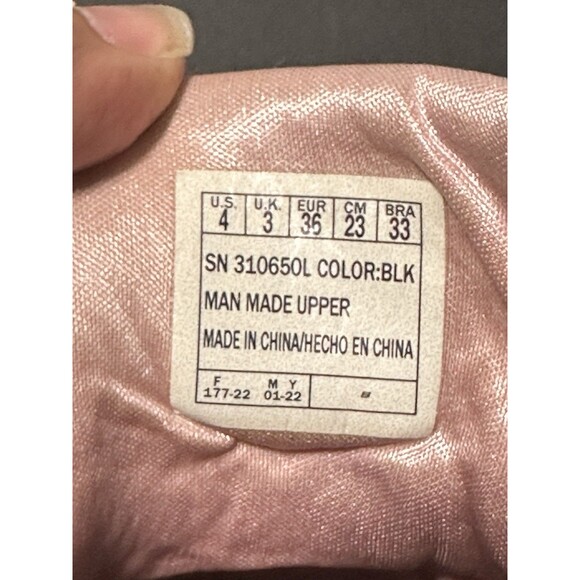 U.S. U.K. EUR CM BRA
4 3 36 23 33
SN 310650L COLOR:BLK
MAN MADE UPPER
MADE IN CHINA/HECHO EN CHINA
F M Y
177-22 01-22